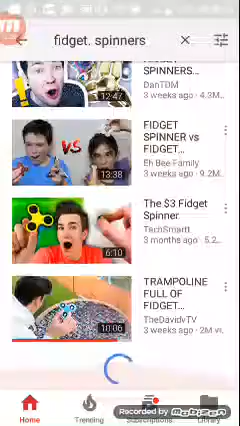 fidget. spinners
SPINNERS...
DanTDM
3 weeks ago · 4.3M...
12:47
FIDGET
SPINNER vs
FIDGET...
Eh Bee Family
3 weeks ago · 9.2M...
VS
13:38
The $3 Fidget
Spinner
TechSmartt
3 months ago · 5.2...
6:10
TRAMPOLINE
FULL OF
FIDGET...
TheDavidvTV
3 weeks ago · 2M vi.
10:06
Home
Trending
Subscriptions
Library
Recorded by Mobizen